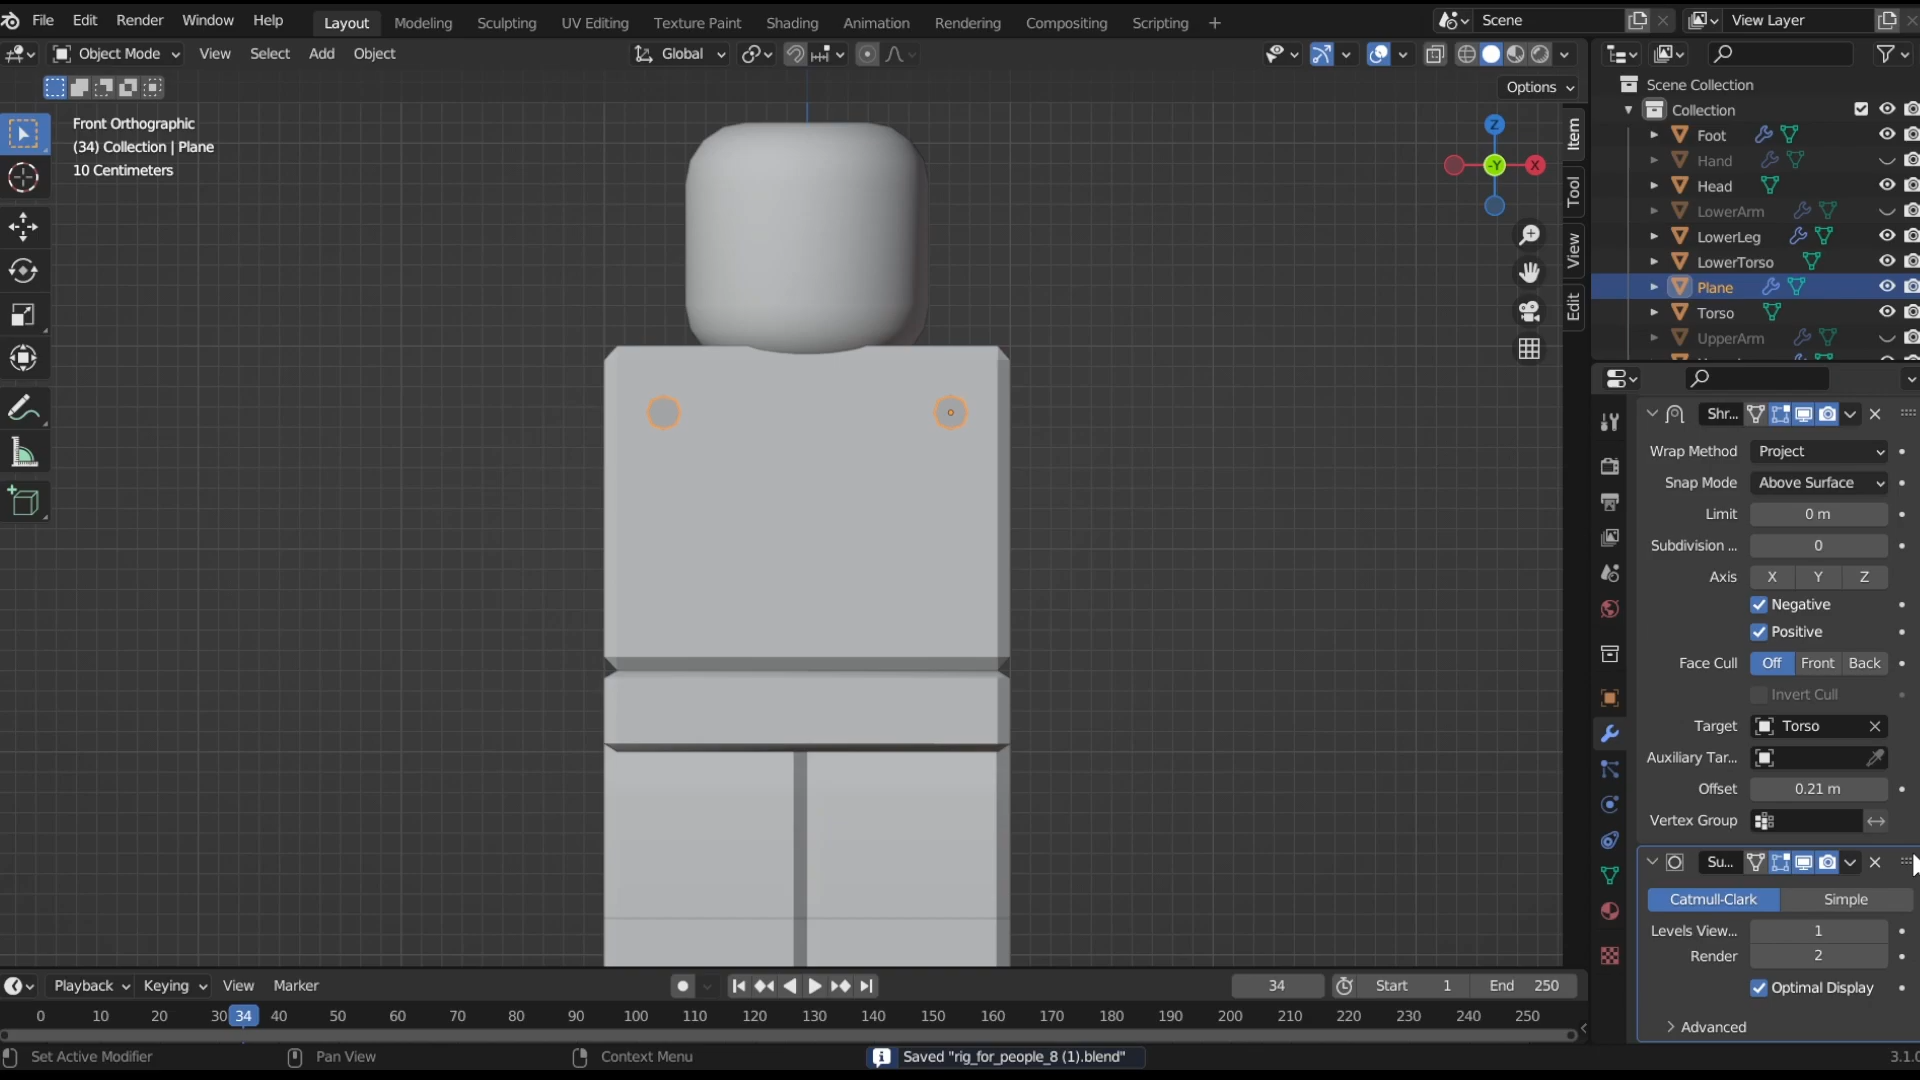 File Edit Render Window Help Layout Modeling Sculpting UV Editing Texture Paint Shading Animation Rendering Compositing Scripting + Scene View Layer
Object Mode View Select Add Object Global
Options
Front Orthographic
(34) Collection | Plane
10 Centimeters
Z
-Y
X
Item
Tool
View
Edit
Scene Collection
Collection
Foot
Hand
Head
LowerArm
LowerLeg
LowerTorso
Plane
Torso
UpperArm
Shr...
Wrap Method Project
Snap Mode Above Surface
Limit 0 m
Subdivision ... 0
Axis X Y Z
Negative
Positive
Face Cull Off Front Back
Invert Cull
Target Torso
Auxiliary Tar...
Offset 0.21 m
Vertex Group
Su...
Catmull-Clark Simple
Levels View... 1
Render 2
Optimal Display
Advanced
Playback Keying View Marker 34 Start 1 End 250
0 10 20 30 34 40 50 60 70 80 90 100 110 120 130 140 150 160 170 180 190 200 210 220 230 240 250
Set Active Modifier Pan View Context Menu Saved "rig_for_people_8 (1).blend"